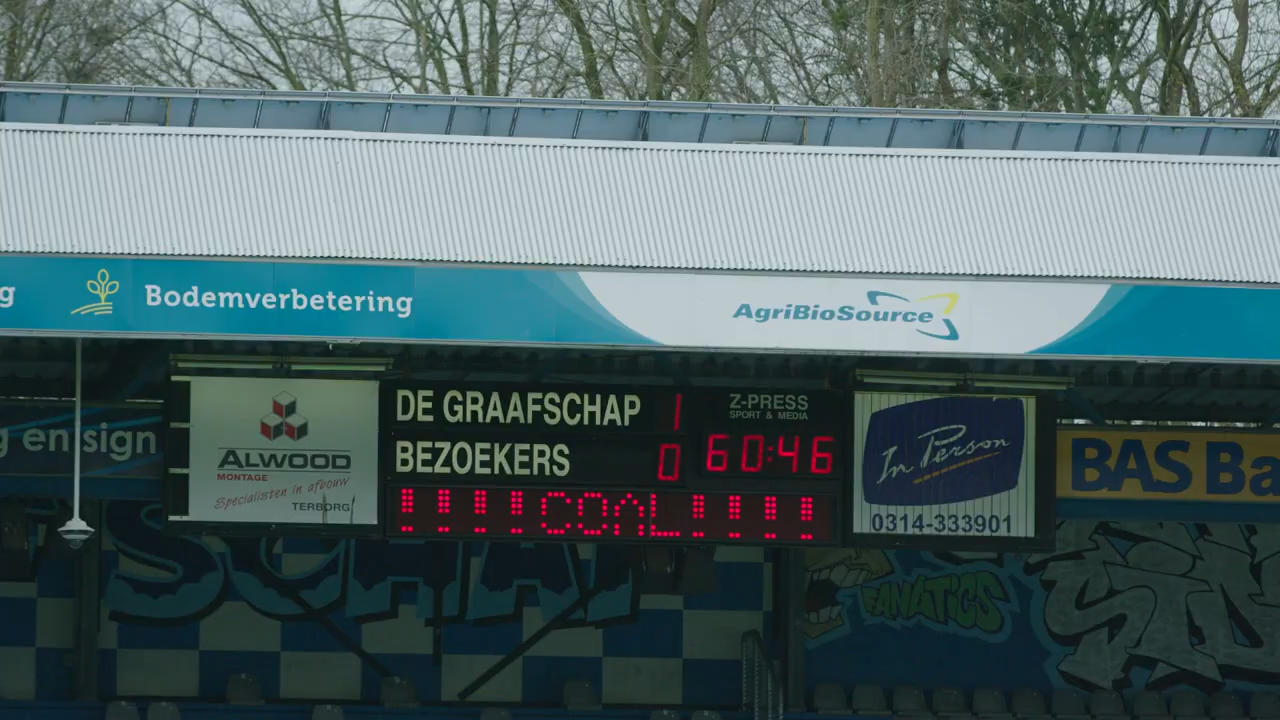 g
Bodemverbetering
AgriBioSource
g en sign
ALWOOD
MONTAGE
Specialisten in afbouw
TERBORG
DE GRAAFSCHAP 1
BEZOEKERS 0
Z-PRESS
SPORT & MEDIA
60:46
!!!!GOAL!!!!
In Person
0314-333901
BAS Ba
FANATICS